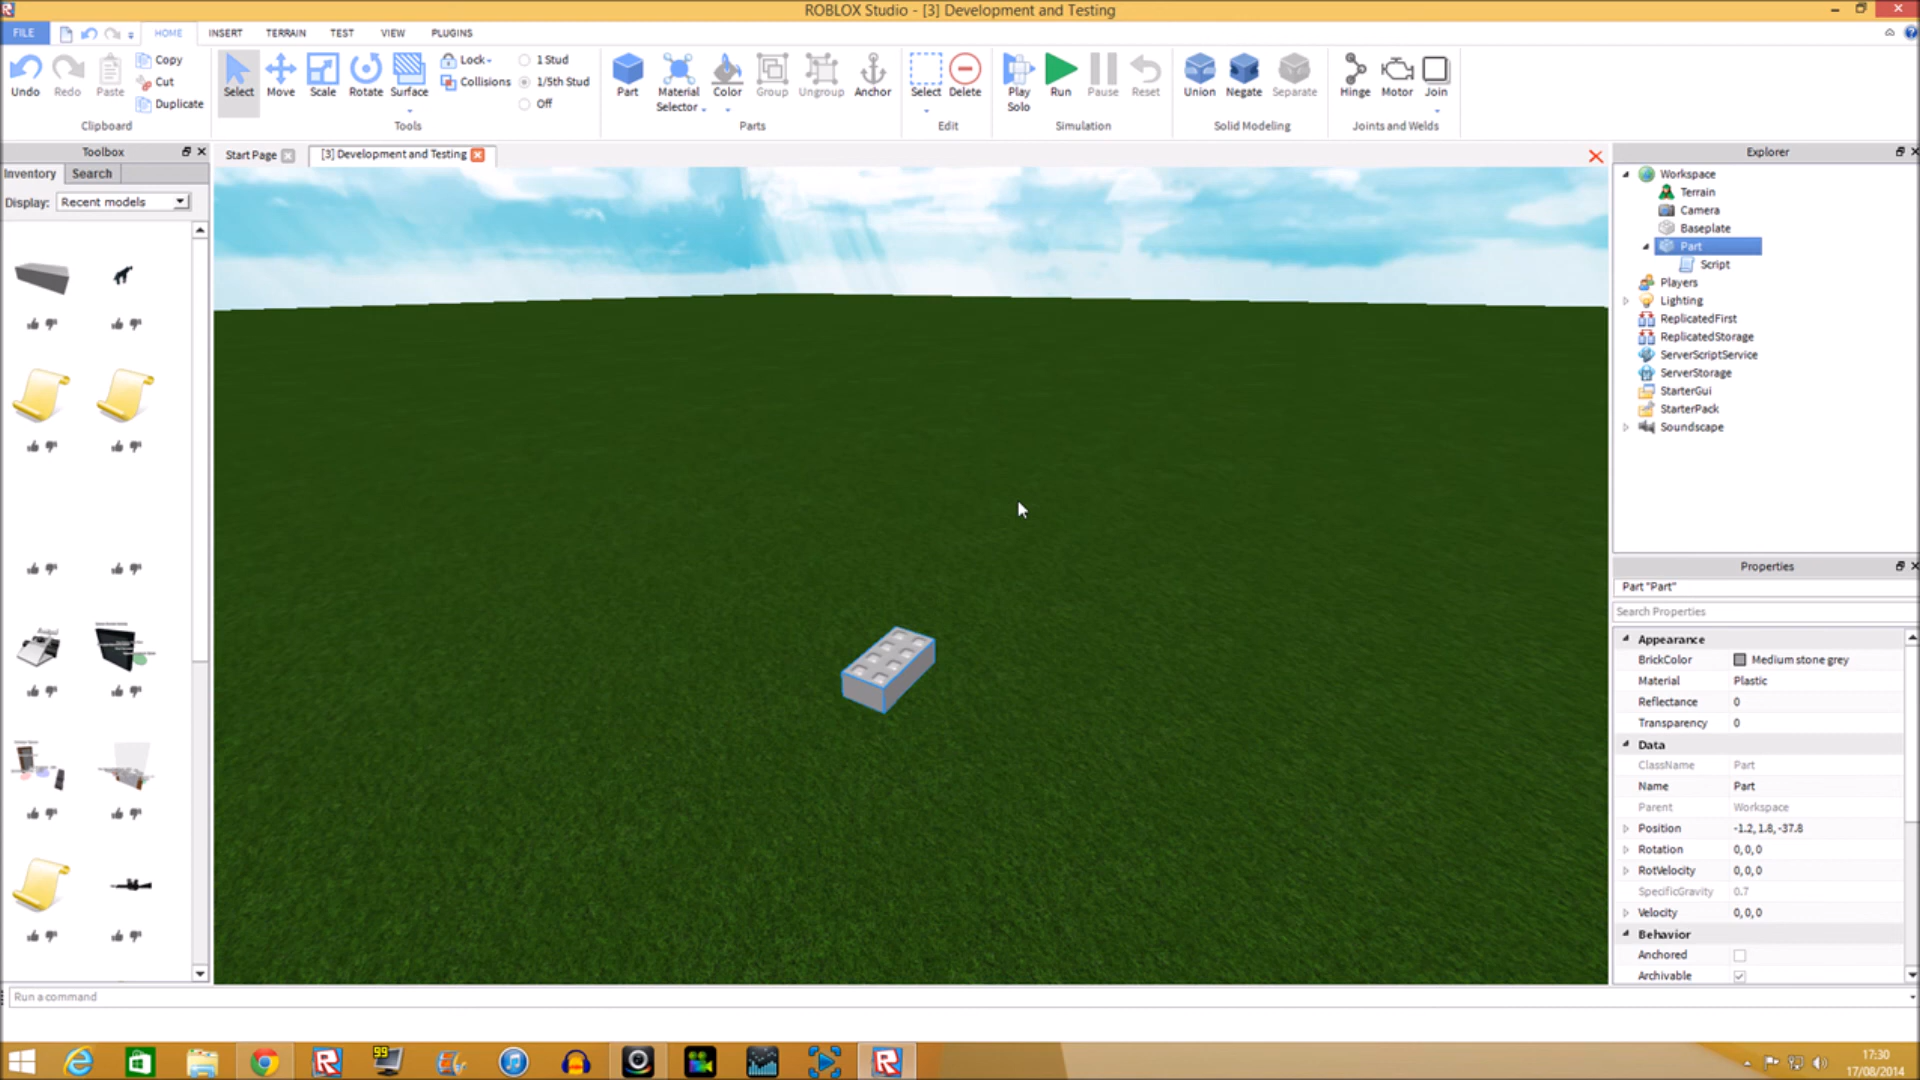 ROBLOX Studio - [3] Development and Testing
FILE
HOME
INSERT
TERRAIN
TEST
VIEW
PLUGINS
Undo
Redo
Paste
Copy
Cut
Duplicate
Clipboard
Select
Move
Scale
Rotate
Surface
Lock
Collisions
1 Stud
1/5th Stud
Off
Tools
Part
Material Selector
Color
Group
Ungroup
Anchor
Parts
Select
Delete
Edit
Play Solo
Run
Pause
Reset
Simulation
Union
Negate
Separate
Solid Modeling
Hinge
Motor
Join
Joints and Welds
Toolbox
Inventory
Search
Display: Recent models
Start Page
[3] Development and Testing
Explorer
Workspace
Terrain
Camera
Baseplate
Part
Script
Players
Lighting
ReplicatedFirst
ReplicatedStorage
ServerScriptService
ServerStorage
StarterGui
StarterPack
Soundscape
Properties
Part "Part"
Search Properties
Appearance
BrickColor Medium stone grey
Material Plastic
Reflectance 0
Transparency 0
Data
ClassName Part
Name Part
Parent Workspace
Position -1.2, 1.8, -37.8
Rotation 0, 0, 0
RotVelocity 0, 0, 0
SpecificGravity 0.7
Velocity 0, 0, 0
Behavior
Anchored
Archivable
Run a command
99
17:30
17/08/2014